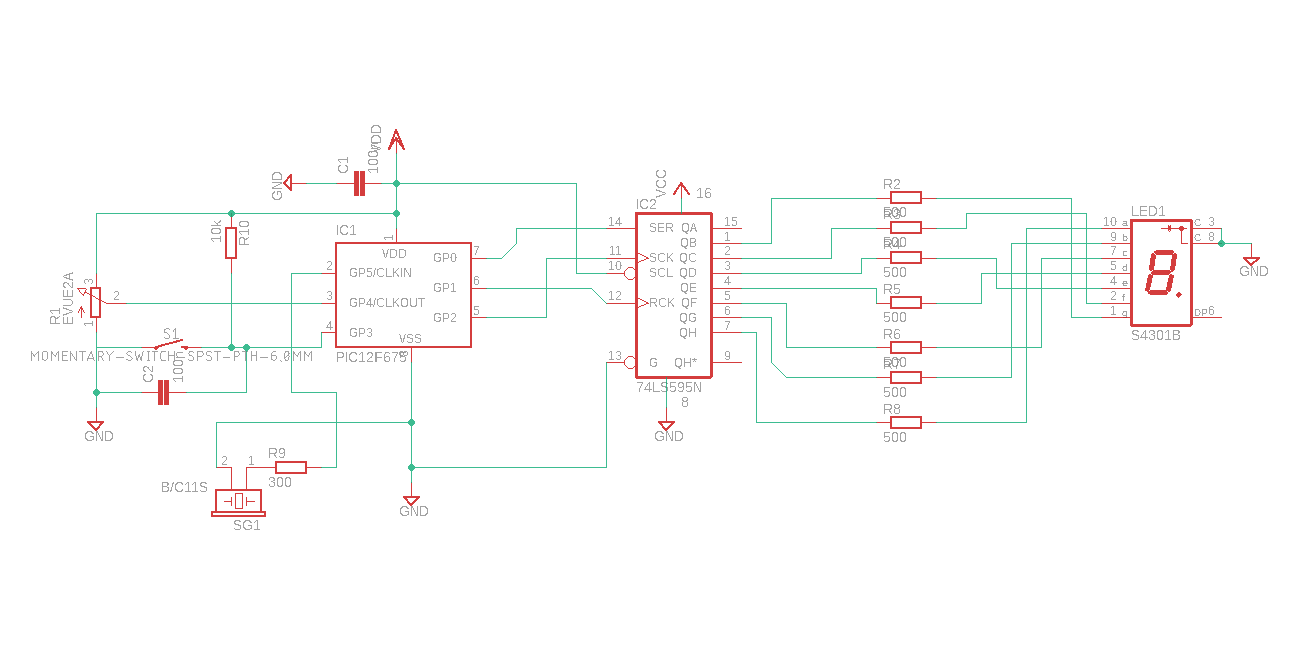 VDD
C1
100n
GND
VCC
16
IC2
14
SER
QA
15
QB
1
11
SCK
QC
2
10
SCL
QD
3
QE
4
12
RCK
QF
5
QG
6
QH
7
13
G
QH*
9
74LS595N
8
GND
10k
R10
IC1
1
VDD
2
GP5/CLKIN
GP0
7
GP1
6
3
GP4/CLKOUT
GP2
5
4
GP3
VSS
8
PIC12F675
R1
EVUE2A
3
2
1
S1
MOMENTARY-SWITCH-SPST-PTH-6.0MM
C2
100n
GND
2
1
R9
300
B/C11S
SG1
GND
R2
500
R3
500
R4
500
R5
500
R6
500
R7
500
R8
500
LED1
10
a
C
3
9
b
C
8
7
c
5
d
4
e
2
f
1
g
DP
6
S4301B
GND